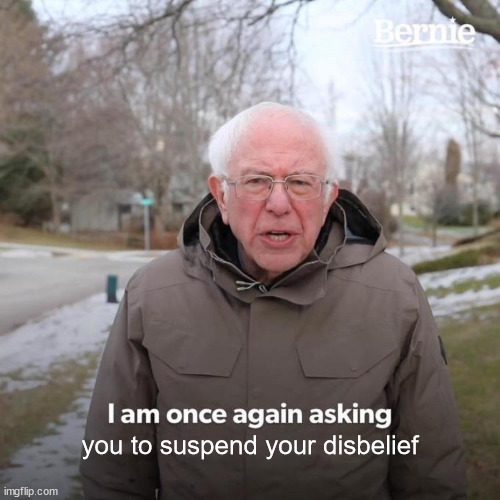 Bernie
I am once again asking
you to suspend your disbelief
imgflip.com